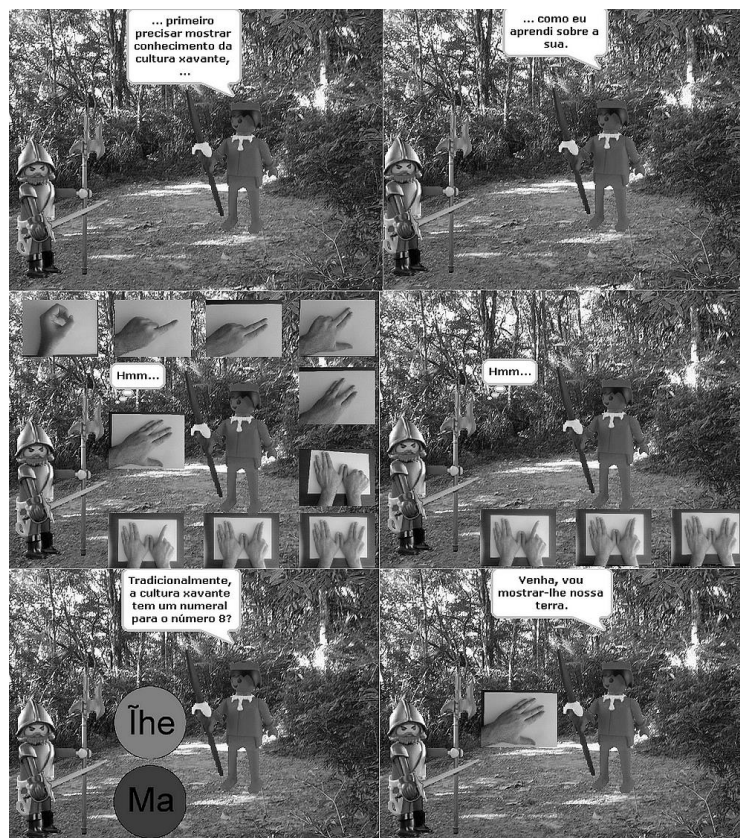 ... primeiro
precisar mostrar
conhecimento da
cultura xavante,
...
... como eu
aprendi sobre a
sua.
Hmm...
Hmm...
Tradicionalmente,
a cultura xavante
tem um numeral
para o número 8?
Ĩhe
Ma
Venha, vou
mostrar-lhe nossa
terra.